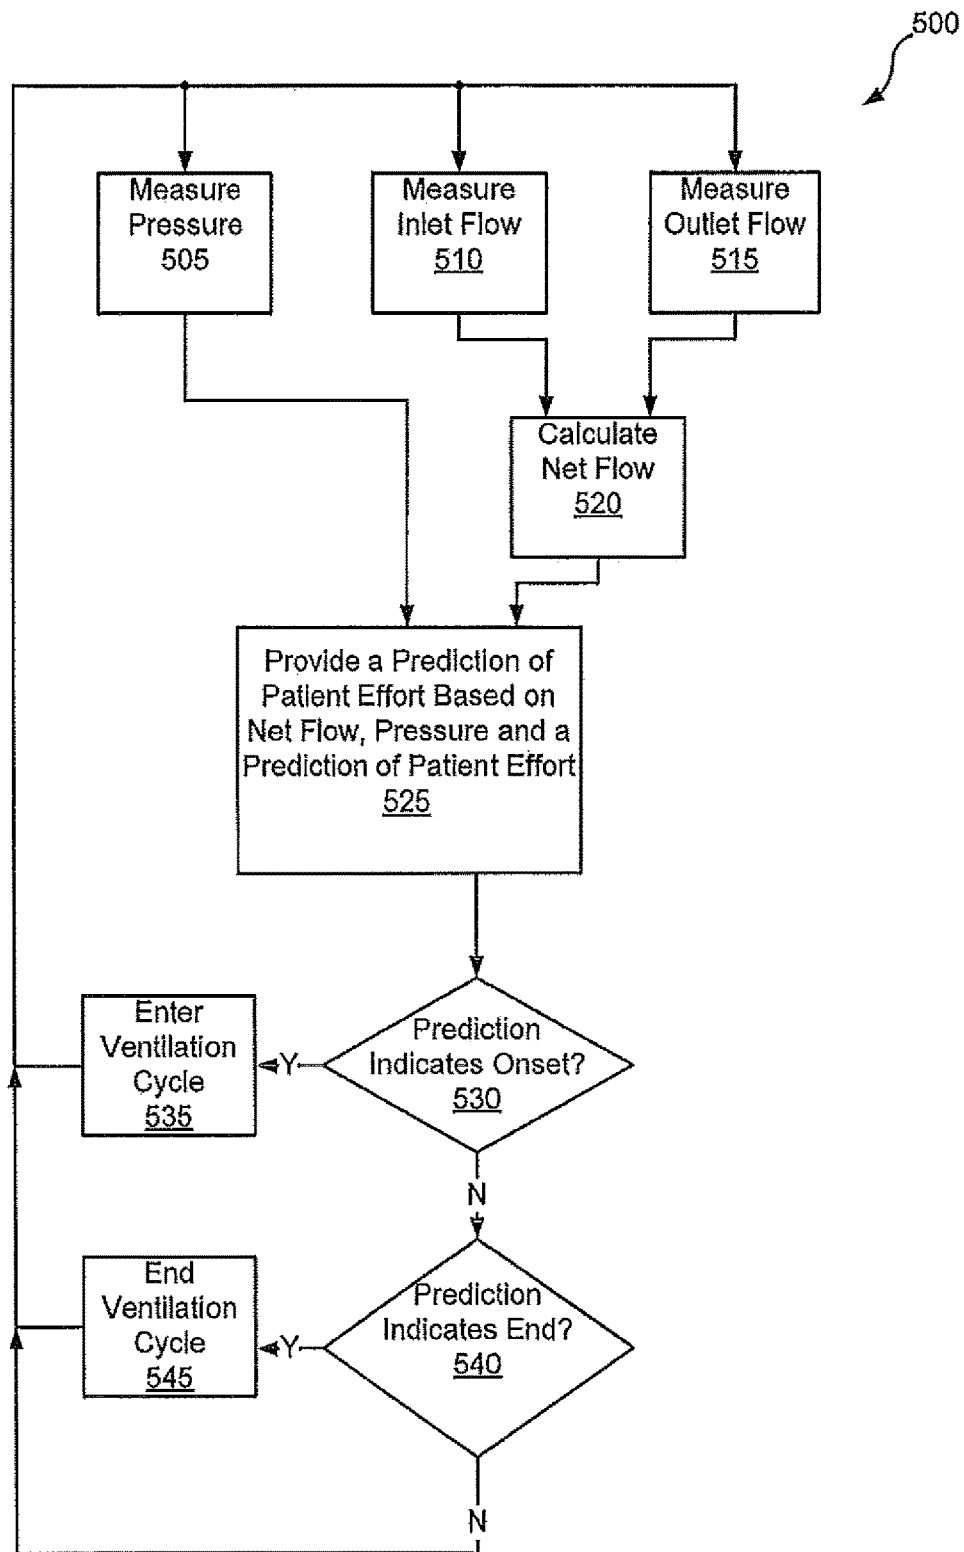 500
Measure
Pressure
505
Measure
Inlet Flow
510
Measure
Outlet Flow
515
Calculate
Net Flow
520
Provide a Prediction of
Patient Effort Based on
Net Flow, Pressure and a
Prediction of Patient Effort
525
Prediction
Indicates Onset?
530
Y
Enter
Ventilation
Cycle
535
N
Prediction
Indicates End?
540
Y
End
Ventilation
Cycle
545
N